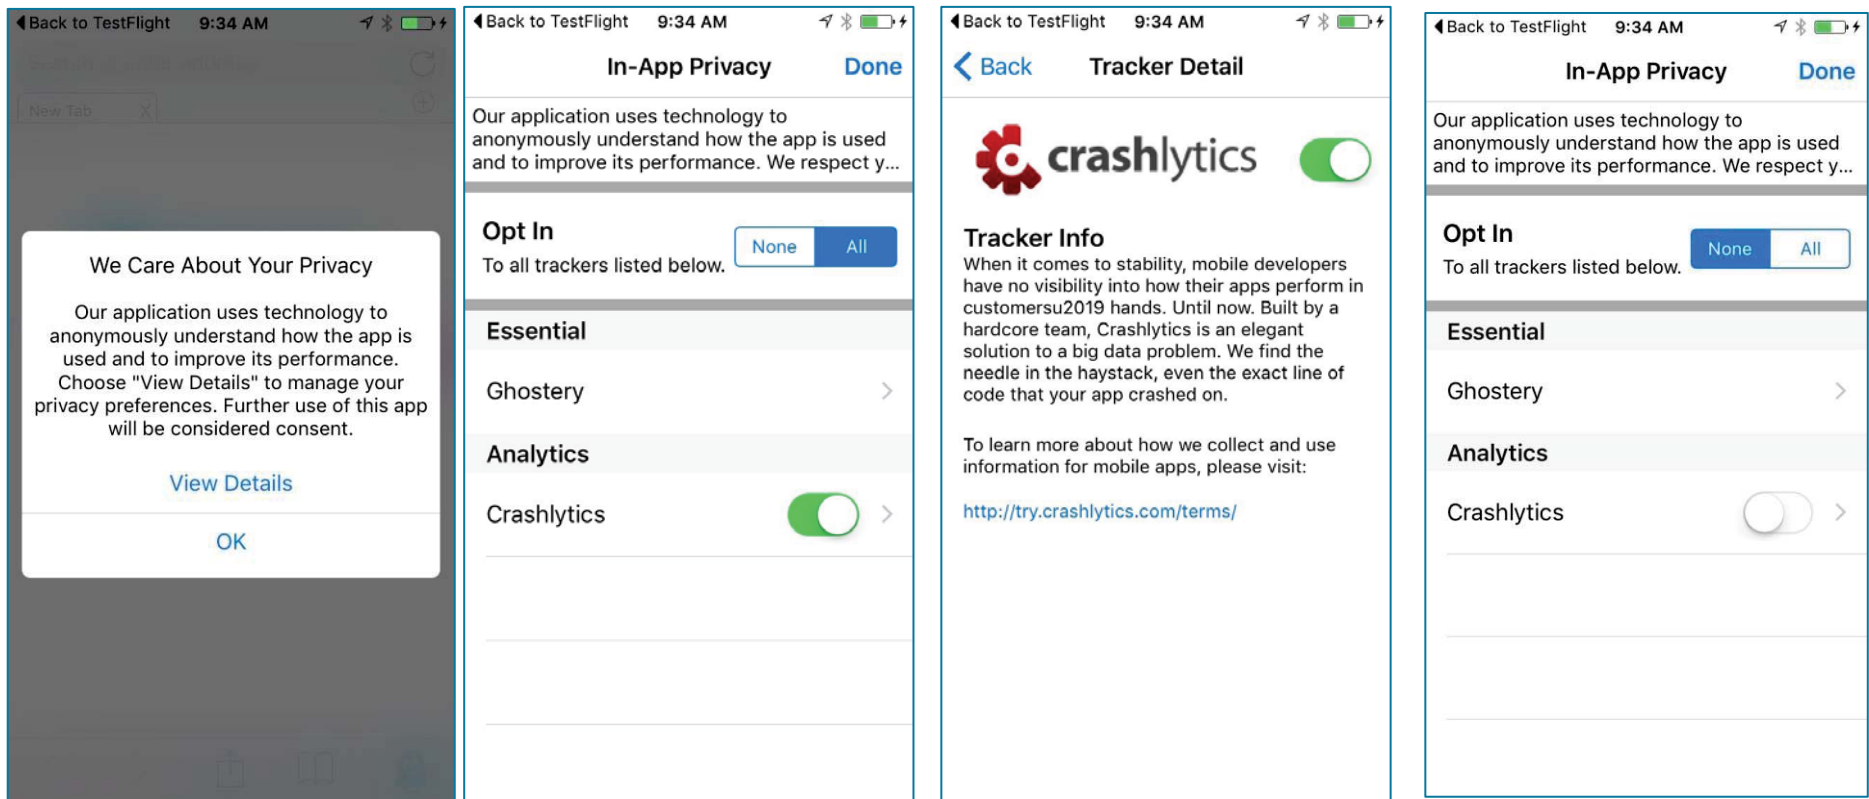 Back to TestFlight 9:34 AM
New Tab X
We Care About Your Privacy
Our application uses technology to
anonymously understand how the app is
used and to improve its performance.
Choose "View Details" to manage your
privacy preferences. Further use of this app
will be considered consent.
View Details
OK
Back to TestFlight 9:34 AM
In-App Privacy Done
Our application uses technology to
anonymously understand how the app is used
and to improve its performance. We respect y...
Opt In
To all trackers listed below.
None All
Essential
Ghostery
Analytics
Crashlytics
Back to TestFlight 9:34 AM
Back Tracker Detail
crashlytics
Tracker Info
When it comes to stability, mobile developers
have no visibility into how their apps perform in
customersu2019 hands. Until now. Built by a
hardcore team, Crashlytics is an elegant
solution to a big data problem. We find the
needle in the haystack, even the exact line of
code that your app crashed on.
To learn more about how we collect and use
information for mobile apps, please visit:
http://try.crashlytics.com/terms/
Back to TestFlight 9:34 AM
In-App Privacy Done
Our application uses technology to
anonymously understand how the app is used
and to improve its performance. We respect y...
Opt In
To all trackers listed below.
None All
Essential
Ghostery
Analytics
Crashlytics